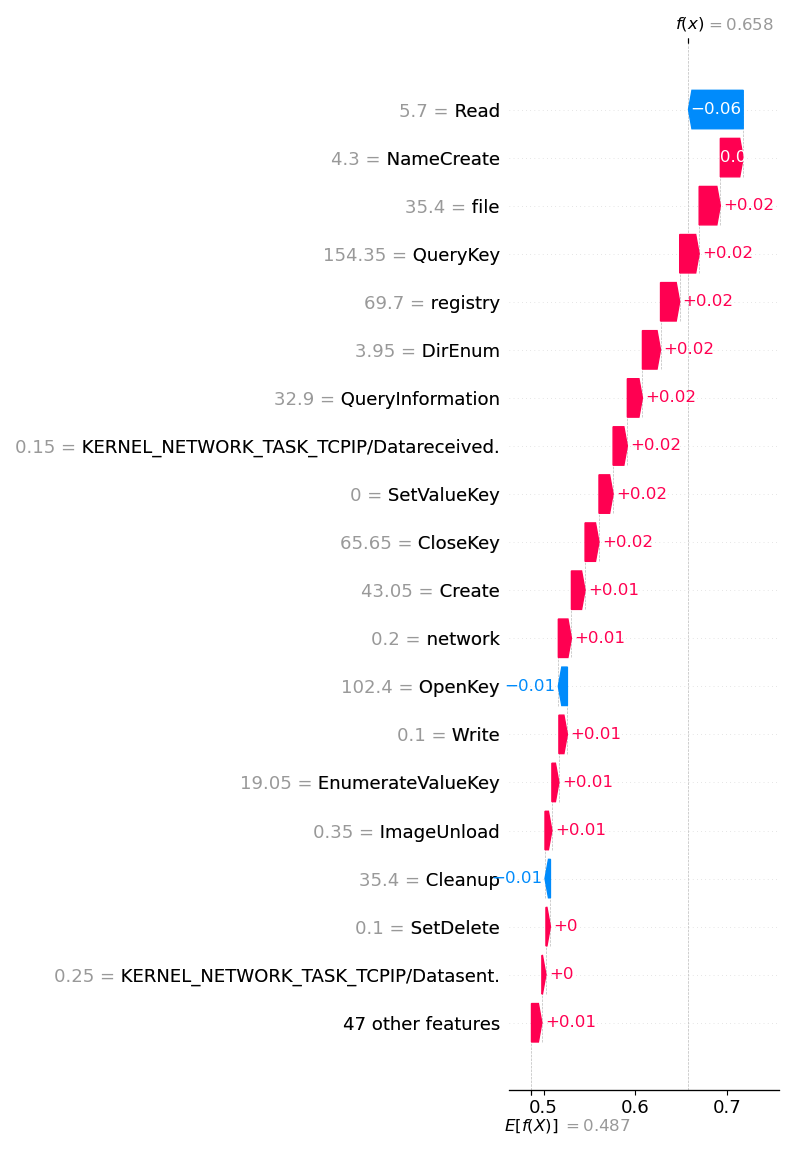 f(x) = 0.658
5.7 = Read −0.06
4.3 = NameCreate
35.4 = file +0.02
154.35 = QueryKey +0.02
69.7 = registry +0.02
3.95 = DirEnum +0.02
32.9 = QueryInformation +0.02
0.15 = KERNEL_NETWORK_TASK_TCPIP/Datareceived. +0.02
0 = SetValueKey +0.02
65.65 = CloseKey +0.02
43.05 = Create +0.01
0.2 = network +0.01
102.4 = OpenKey −0.01
0.1 = Write +0.01
19.05 = EnumerateValueKey +0.01
0.35 = ImageUnload +0.01
35.4 = Cleanup −0.01
0.1 = SetDelete +0
0.25 = KERNEL_NETWORK_TASK_TCPIP/Datasent. +0
47 other features +0.01
0.5 0.6 0.7
E[f(X)] = 0.487